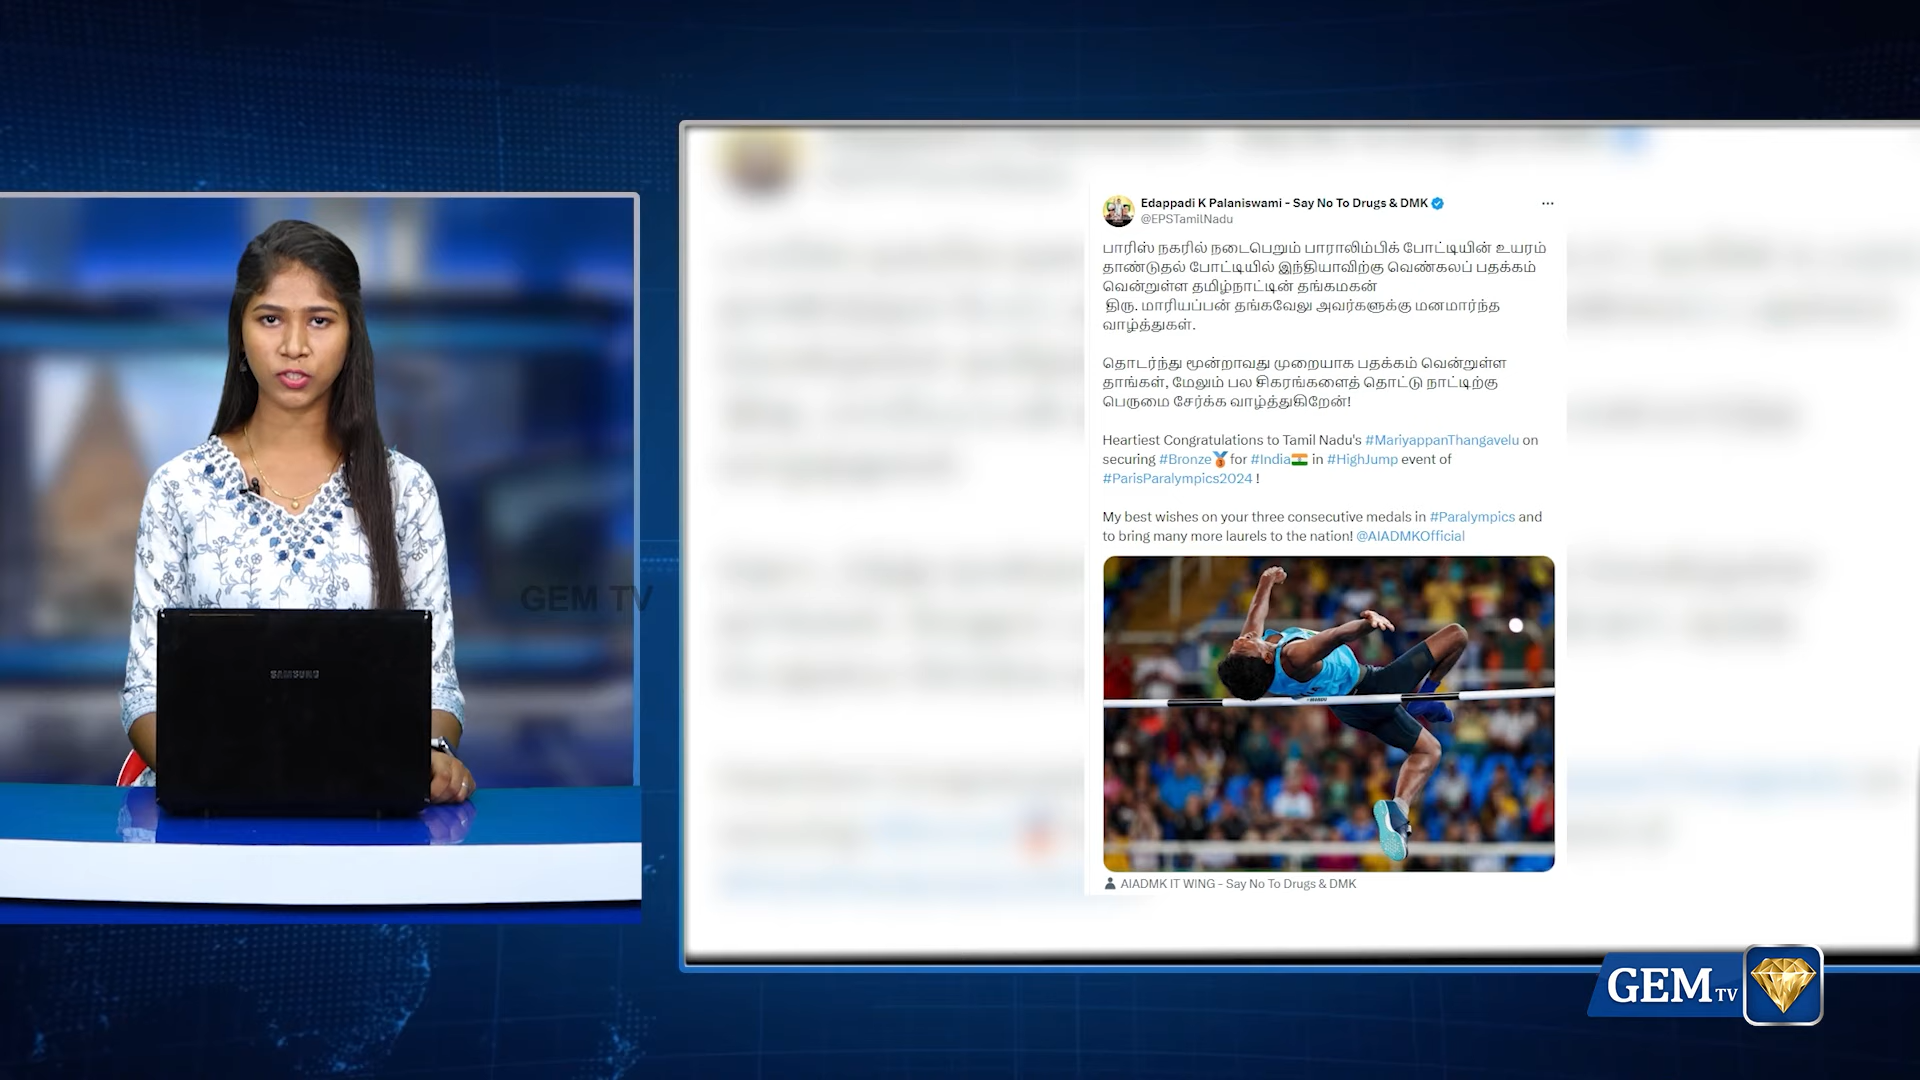 Edappadi K Palaniswami - Say No To Drugs & DMK
@EPSTamilNadu
பாரிஸ் நகரில் நடைபெறும் பாராலிம்பிக் போட்டியின் உயரம்
தாண்டுதல் போட்டியில் இந்தியாவிற்கு வெண்கலப் பதக்கம்
வென்றுள்ள தமிழ்நாட்டின் தங்கமகன்
திரு. மாரியப்பன் தங்கவேலு அவர்களுக்கு மனமார்ந்த
வாழ்த்துகள்.
தொடர்ந்து மூன்றாவது முறையாக பதக்கம் வென்றுள்ள
தாங்கள், மேலும் பல சிகரங்களைத் தொட்டு நாட்டிற்கு
பெருமை சேர்க்க வாழ்த்துகிறேன்!
Heartiest Congratulations to Tamil Nadu's #MariyappanThangavelu on
securing #Bronze🥉for #India🇮🇳 in #HighJump event of
#ParisParalympics2024 !
My best wishes on your three consecutive medals in #Paralympics and
to bring many more laurels to the nation! @AIADMKOfficial
AIADMK IT WING - Say No To Drugs & DMK
GEM TV
SAMSUNG
GEM TV